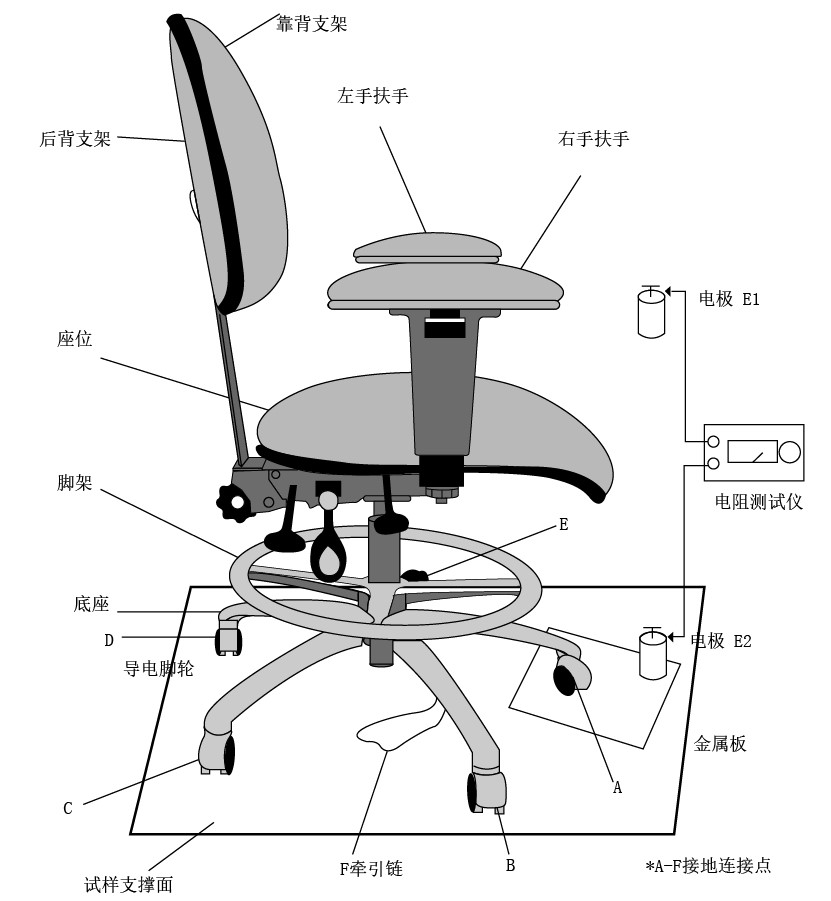 靠背支架
左手扶手
后背支架
右手扶手
电极 E1
座位
脚架
电阻测试仪
E
底座
D
电极 E2
导电脚轮
金属板
A
C
B
F牵引链
*A-F接地连接点
试样支撑面